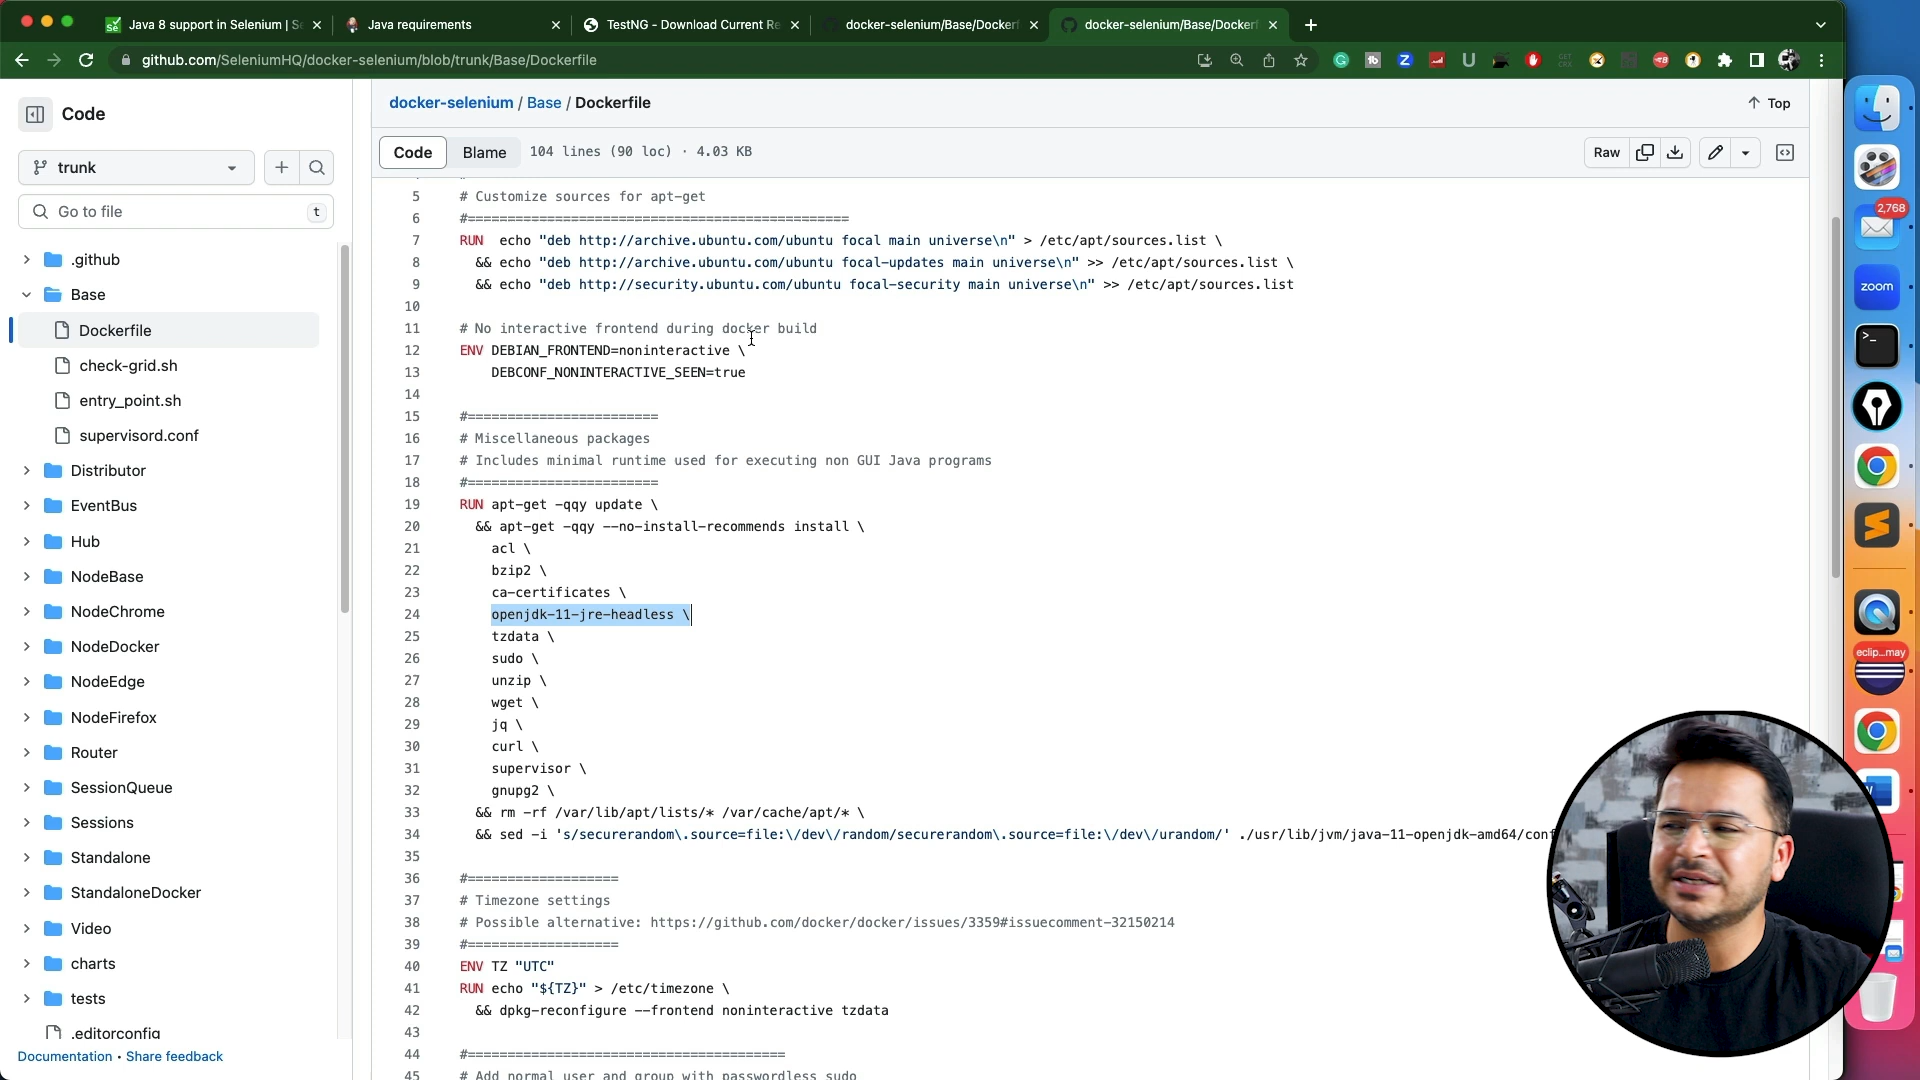 Java 8 support in Selenium | Se
Java requirements
TestNG - Download Current Re
docker-selenium/Base/Dockerf
docker-selenium/Base/Dockerf
github.com/SeleniumHQ/docker-selenium/blob/trunk/Base/Dockerfile
Code
docker-selenium / Base / Dockerfile
Top
Code
Blame
104 lines (90 loc) · 4.03 KB
Raw
trunk
Go to file
t
.github
Base
Dockerfile
check-grid.sh
entry_point.sh
supervisord.conf
Distributor
EventBus
Hub
NodeBase
NodeChrome
NodeDocker
NodeEdge
NodeFirefox
Router
SessionQueue
Sessions
Standalone
StandaloneDocker
Video
charts
tests
.editorconfig
Documentation • Share feedback
5 # Customize sources for apt-get
6 #================================================
7 RUN  echo "deb http://archive.ubuntu.com/ubuntu focal main universe\n" > /etc/apt/sources.list \
8 && echo "deb http://archive.ubuntu.com/ubuntu focal-updates main universe\n" >> /etc/apt/sources.list \
9 && echo "deb http://security.ubuntu.com/ubuntu focal-security main universe\n" >> /etc/apt/sources.list
10
11 # No interactive frontend during docker build
12 ENV DEBIAN_FRONTEND=noninteractive \
13 DEBCONF_NONINTERACTIVE_SEEN=true
14
15 #========================
16 # Miscellaneous packages
17 # Includes minimal runtime used for executing non GUI Java programs
18 #========================
19 RUN apt-get -qqy update \
20 && apt-get -qqy --no-install-recommends install \
21 acl \
22 bzip2 \
23 ca-certificates \
24 openjdk-11-jre-headless \
25 tzdata \
26 sudo \
27 unzip \
28 wget \
29 jq \
30 curl \
31 supervisor \
32 gnupg2 \
33 && rm -rf /var/lib/apt/lists/* /var/cache/apt/* \
34 && sed -i 's/securerandom\.source=file:\/dev\/random/securerandom\.source=file:\/dev\/urandom/' ./usr/lib/jvm/java-11-openjdk-amd64/conf
35
36 #===================
37 # Timezone settings
38 # Possible alternative: https://github.com/docker/docker/issues/3359#issuecomment-32150214
39 #===================
40 ENV TZ "UTC"
41 RUN echo "${TZ}" > /etc/timezone \
42 && dpkg-reconfigure --frontend noninteractive tzdata
43
44 #========================================
45 # Add normal user and group with passwordless sudo
2,768
zoom
eclip...may